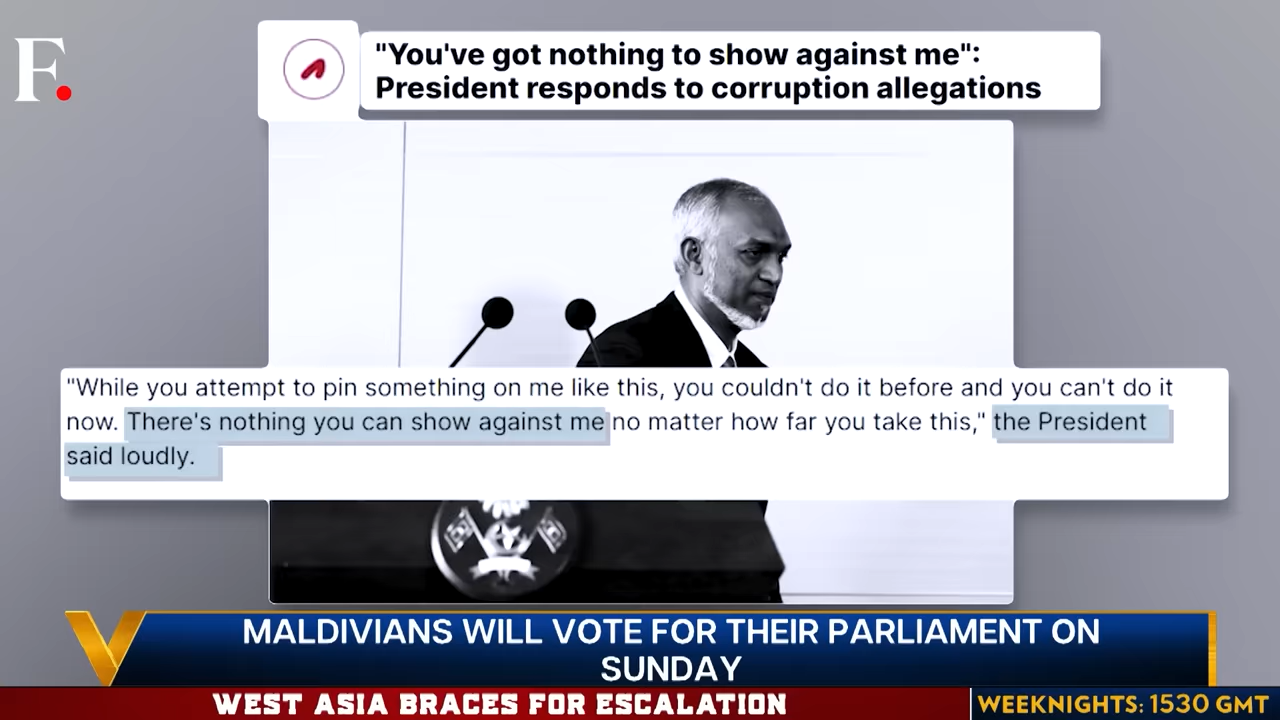 F.
"You've got nothing to show against me":
President responds to corruption allegations
"While you attempt to pin something on me like this, you couldn't do it before and you can't do it
now. There's nothing you can show against me no matter how far you take this," the President
said loudly.
V
MALDIVIANS WILL VOTE FOR THEIR PARLIAMENT ON
SUNDAY
WEST ASIA BRACES FOR ESCALATION
WEEKNIGHTS: 1530 GMT